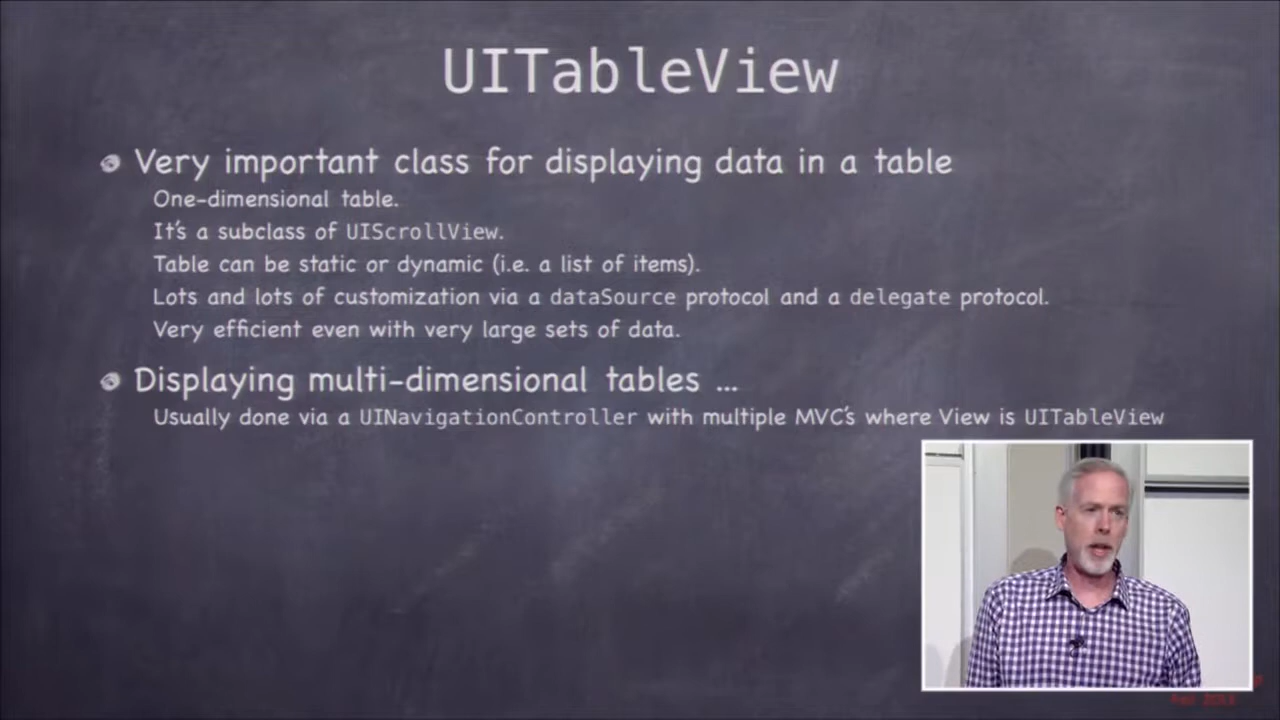 UITableView
Very important class for displaying data in a table
One-dimensional table.
It's a subclass of UIScrollView.
Table can be static or dynamic (i.e. a list of items).
Lots and lots of customization via a dataSource protocol and a delegate protocol.
Very efficient even with very large sets of data.
Displaying multi-dimensional tables ...
Usually done via a UINavigationController with multiple MVC's where View is UITableView